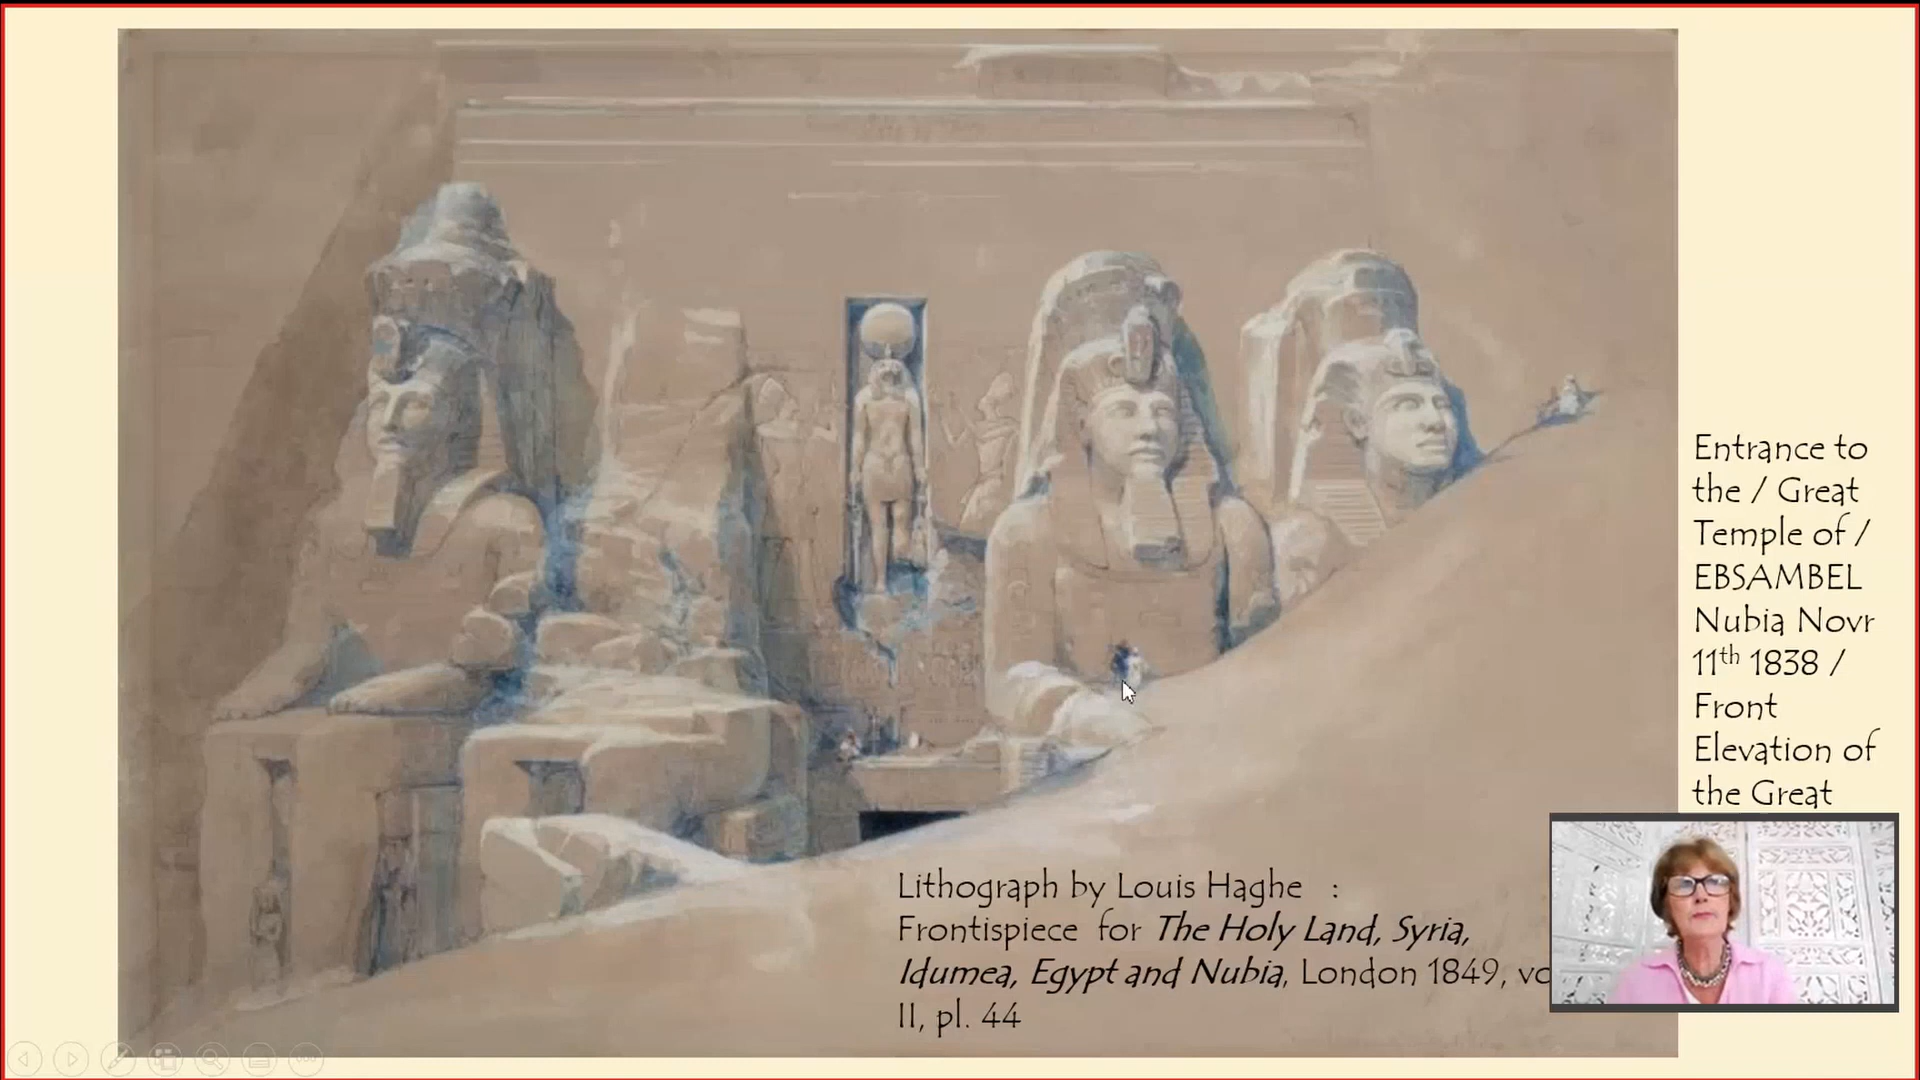 Entrance to
the / Great
Temple of /
EBSAMBEL
Nubia Novr
11th 1838 /
Front
Elevation of
the Great
Lithograph by Louis Haghe :
Frontispiece for The Holy Land, Syria,
Idumea, Egypt and Nubia, London 1849, vo
II, pl. 44